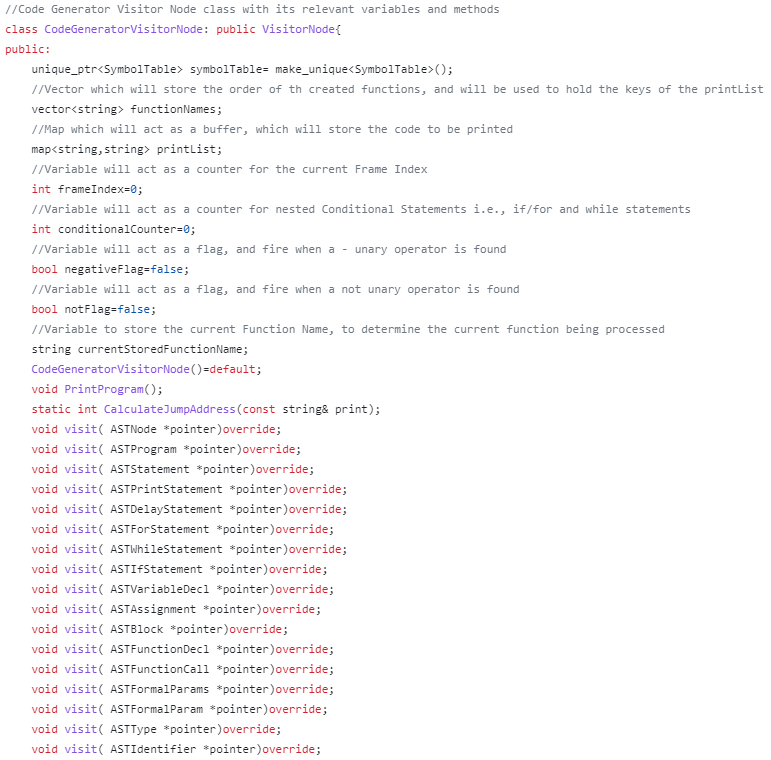 //Code Generator Visitor Node class with its relevant variables and methods
class CodeGeneratorVisitorNode: public VisitorNode{
public:
    unique_ptr<SymbolTable> symbolTable= make_unique<SymbolTable>();
    //Vector which will store the order of th created functions, and will be used to hold the keys of the printList
    vector<string> functionNames;
    //Map which will act as a buffer, which will store the code to be printed
    map<string,string> printList;
    //Variable will act as a counter for the current Frame Index
    int frameIndex=0;
    //Variable will act as a counter for nested Conditional Statements i.e., if/for and while statements
    int conditionalCounter=0;
    //Variable will act as a flag, and fire when a - unary operator is found
    bool negativeFlag=false;
    //Variable will act as a flag, and fire when a not unary operator is found
    bool notFlag=false;
    //Variable to store the current Function Name, to determine the current function being processed
    string currentStoredFunctionName;
    CodeGeneratorVisitorNode()=default;
    void PrintProgram();
    static int CalculateJumpAddress(const string& print);
    void visit( ASTNode *pointer)override;
    void visit( ASTProgram *pointer)override;
    void visit( ASTStatement *pointer)override;
    void visit( ASTPrintStatement *pointer)override;
    void visit( ASTDelayStatement *pointer)override;
    void visit( ASTForStatement *pointer)override;
    void visit( ASTWhileStatement *pointer)override;
    void visit( ASTIfStatement *pointer)override;
    void visit( ASTVariableDecl *pointer)override;
    void visit( ASTAssignment *pointer)override;
    void visit( ASTBlock *pointer)override;
    void visit( ASTFunctionDecl *pointer)override;
    void visit( ASTFunctionCall *pointer)override;
    void visit( ASTFormalParams *pointer)override;
    void visit( ASTFormalParam *pointer)override;
    void visit( ASTType *pointer)override;
    void visit( ASTIdentifier *pointer)override;